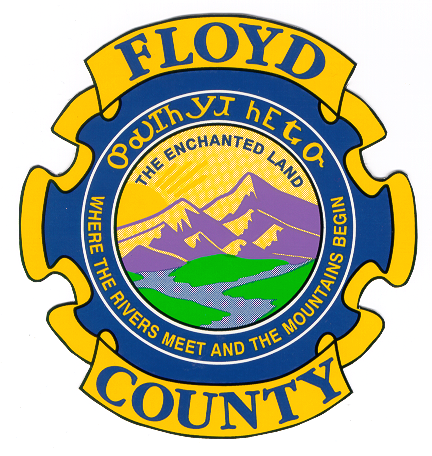 FLOYD
THE ENCHANTED LAND
WHERE THE RIVERS MEET AND THE MOUNTAINS BEGIN
COUNTY